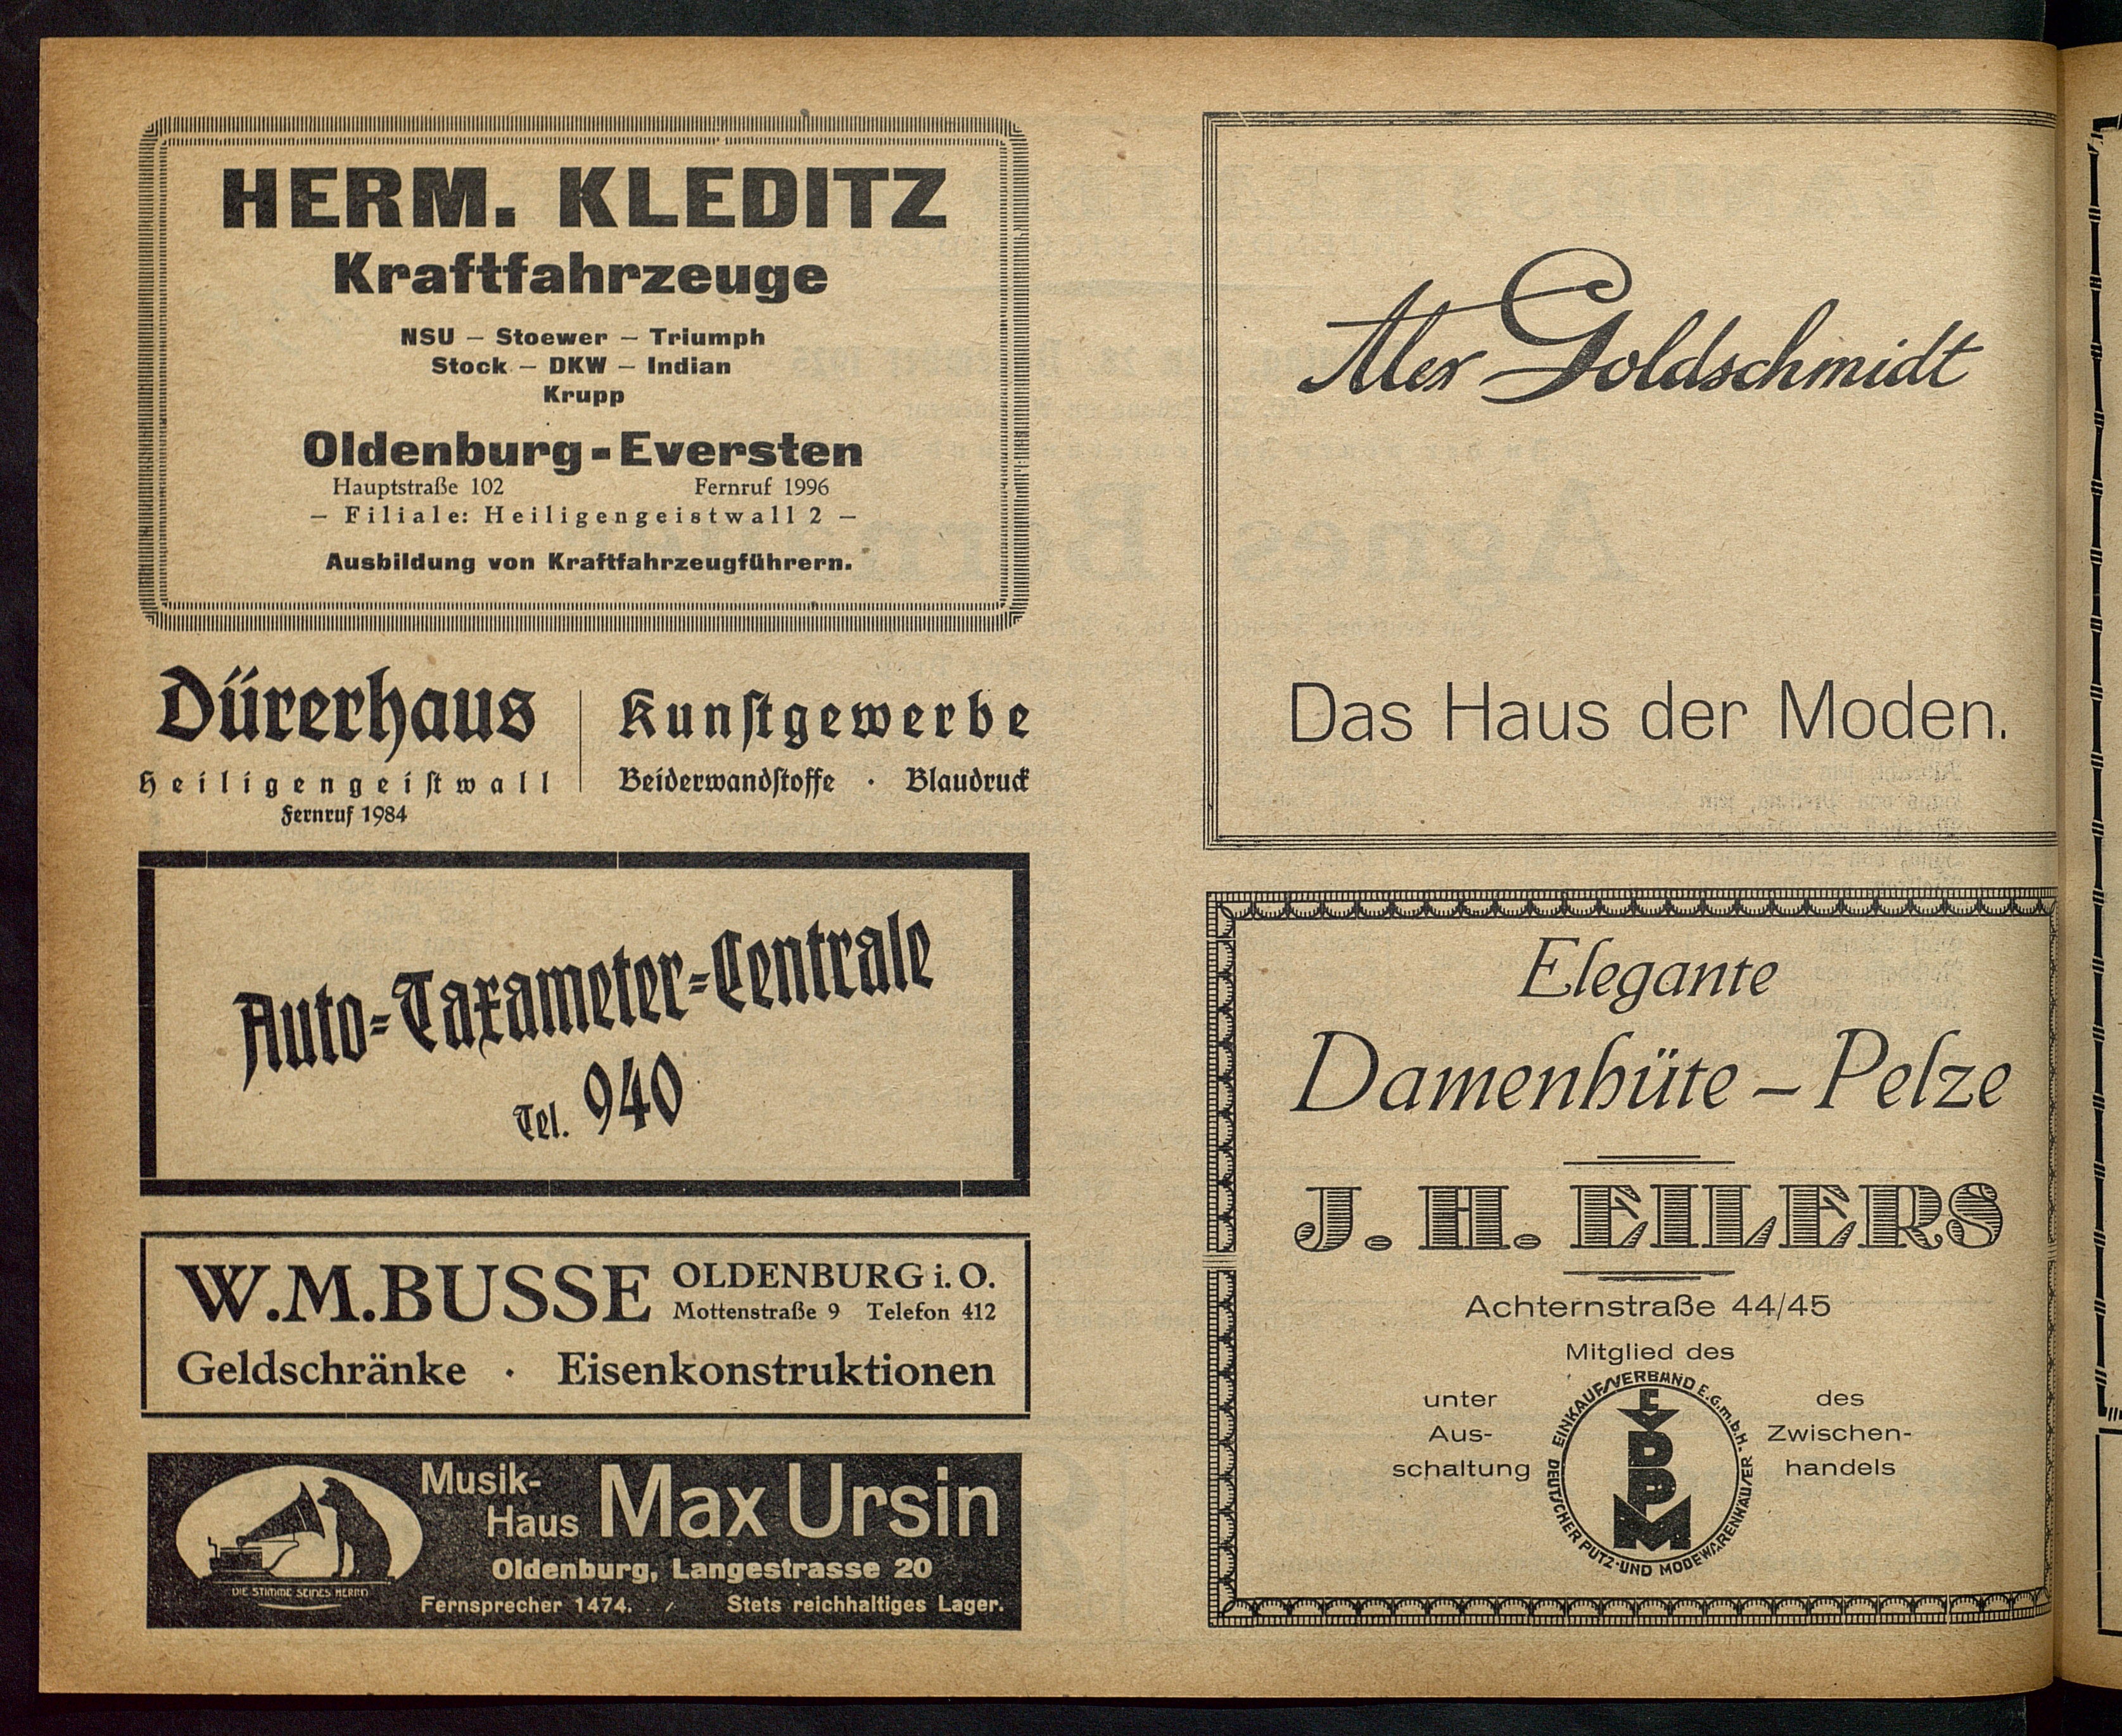 HERM. KLEDITZ
Kraftfahrzeuge
NSU – Stoewer – Triumph
Stock – DKW – Indian
Krupp
Oldenburg-Eversten
Hauptstraße 102 Fernruf 1996
– Filiale: Heiligengeistwall 2 –
Ausbildung von Kraftfahrzeugführern.
Dürerhaus
Heiligengeistwall
Fernruf 1984
Kunstgewerbe
Beiderwandstoffe · Blaudruck
Auto-Taxameter-Centrale
Tel. 940
W.M.BUSSE OLDENBURG i. O.
Mottenstraße 9 Telefon 412
Geldschränke · Eisenkonstruktionen
Musik-
Haus Max Ursin
Oldenburg, Langestrasse 20
Fernsprecher 1474. Stets reichhaltiges Lager.
DIE STIMME SEINES HERRN
Alex Goldschmidt
Das Haus der Moden.
Elegante
Damenhüte – Pelze
J. H. EILERS
Achternstraße 44/45
Mitglied des
unter
Aus-
schaltung
EINKAUFSVERBAND E.G.m.b.H.
DEUTSCHER PUTZ-UND MODEWARENKÄUFER
EVDPM
des
Zwischen-
handels